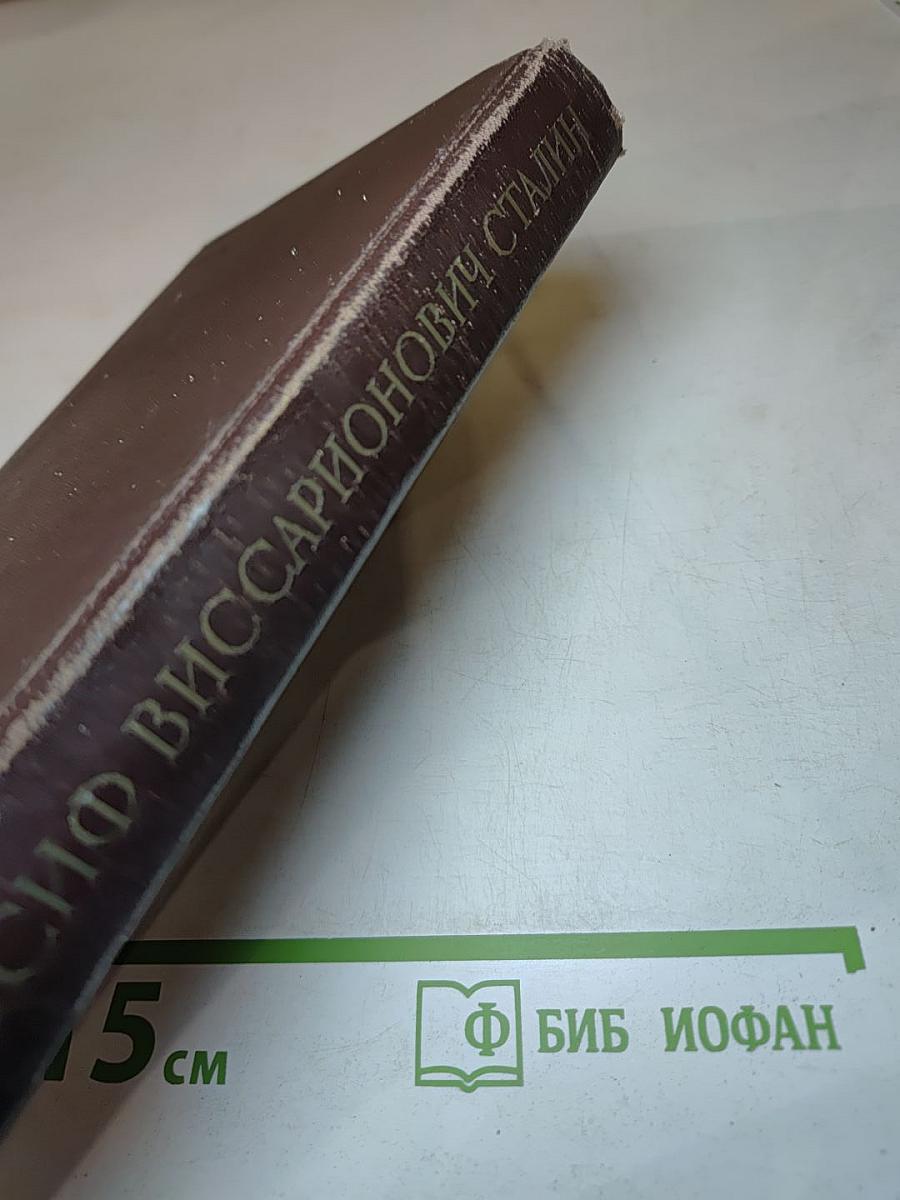 СИФ ВИССАРИОНОВИЧ СТАЛИН
15 см
Ф БИБ ИОФАН